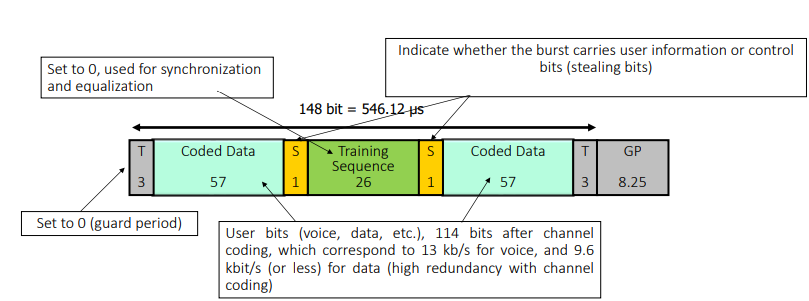 Indicate whether the burst carries user information or control
bits (stealing bits)
Set to 0, used for synchronization
and equalization
148 bit = 546.12 µs
T
3
Coded Data
57
S
1
Training
Sequence
26
S
1
Coded Data
57
T
3
GP
8.25
Set to 0 (guard period)
User bits (voice, data, etc.), 114 bits after channel
coding, which correspond to 13 kb/s for voice, and 9.6
kbit/s (or less) for data (high redundancy with channel
coding)